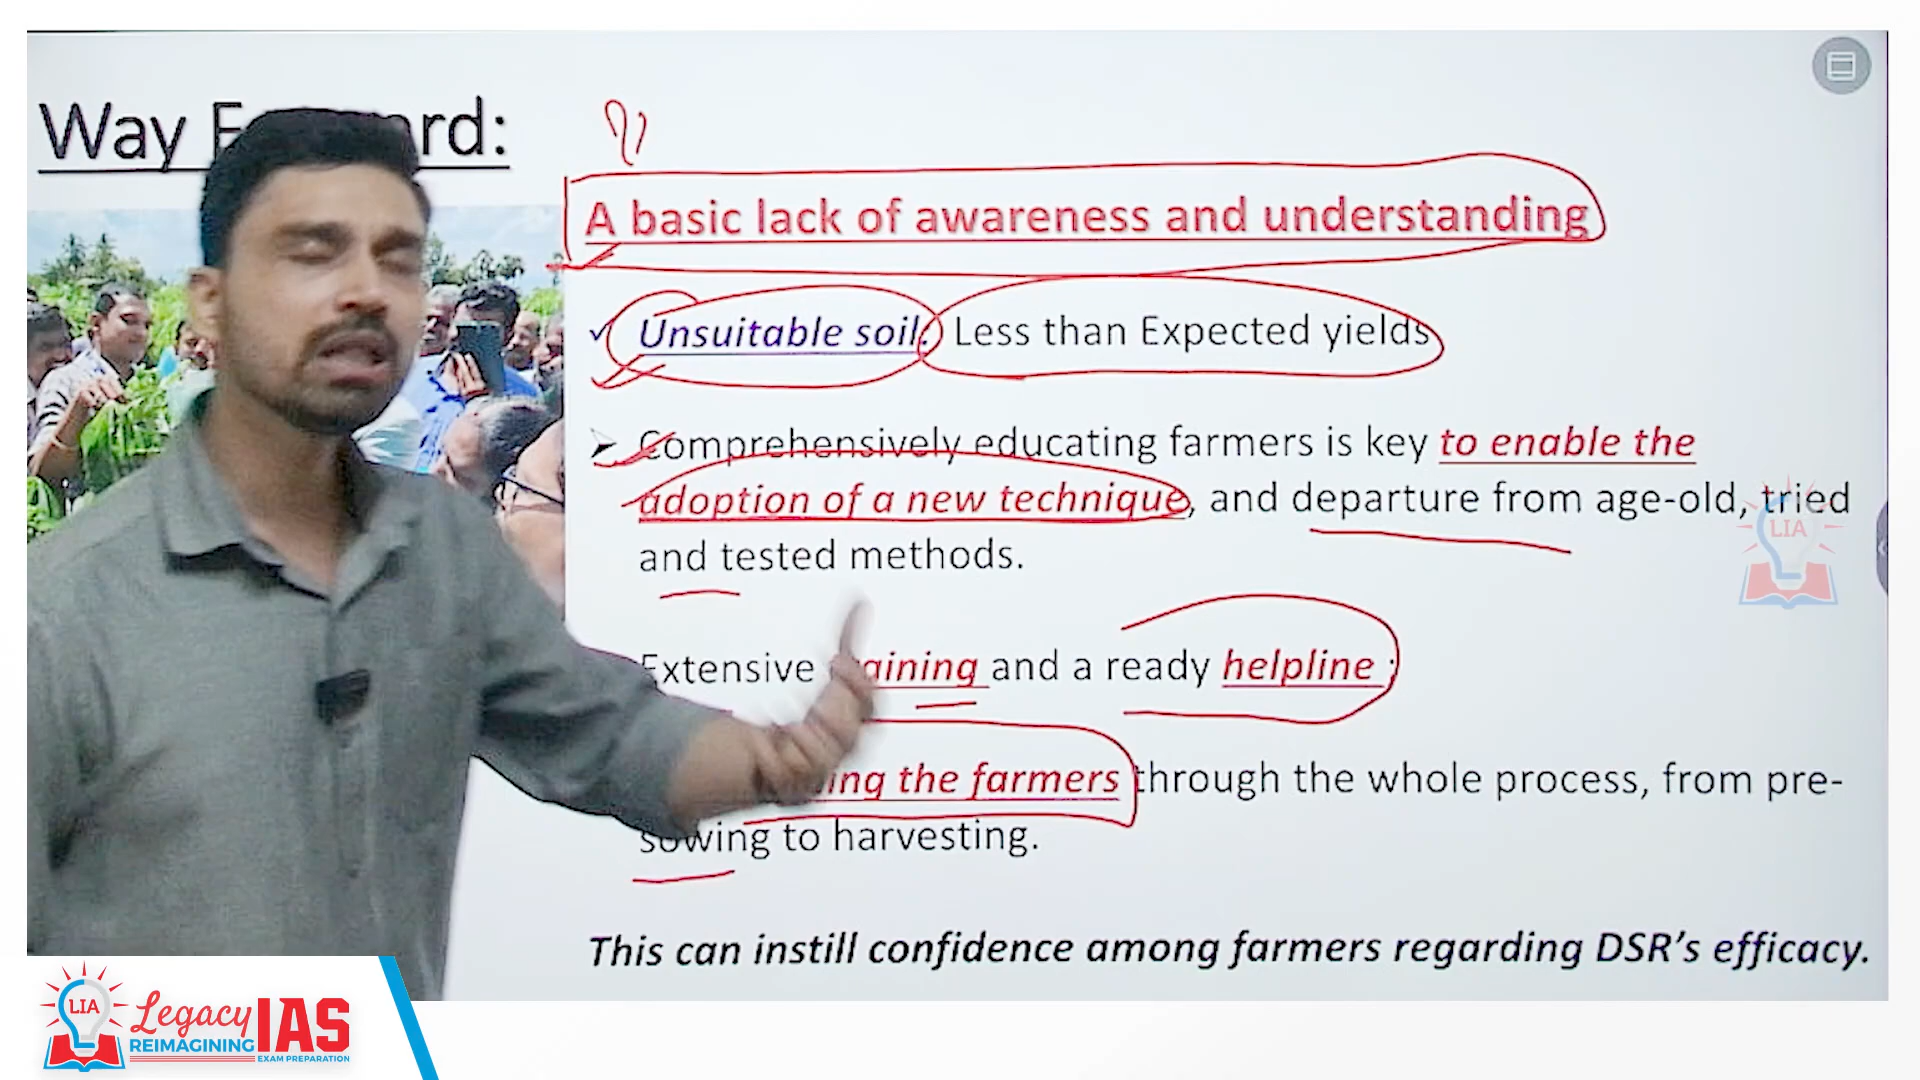 Way F ard:
A basic lack of awareness and understanding
Unsuitable soil: Less than Expected yields
Comprehensively educating farmers is key to enable the
adoption of a new technique, and departure from age-old, tried
and tested methods.
Extensive aining and a ready helpline ;
ing the farmers through the whole process, from pre-
sowing to harvesting.
This can instill confidence among farmers regarding DSR's efficacy.
LIA
LIA
Legacy IAS
REIMAGINING EXAM PREPARATION